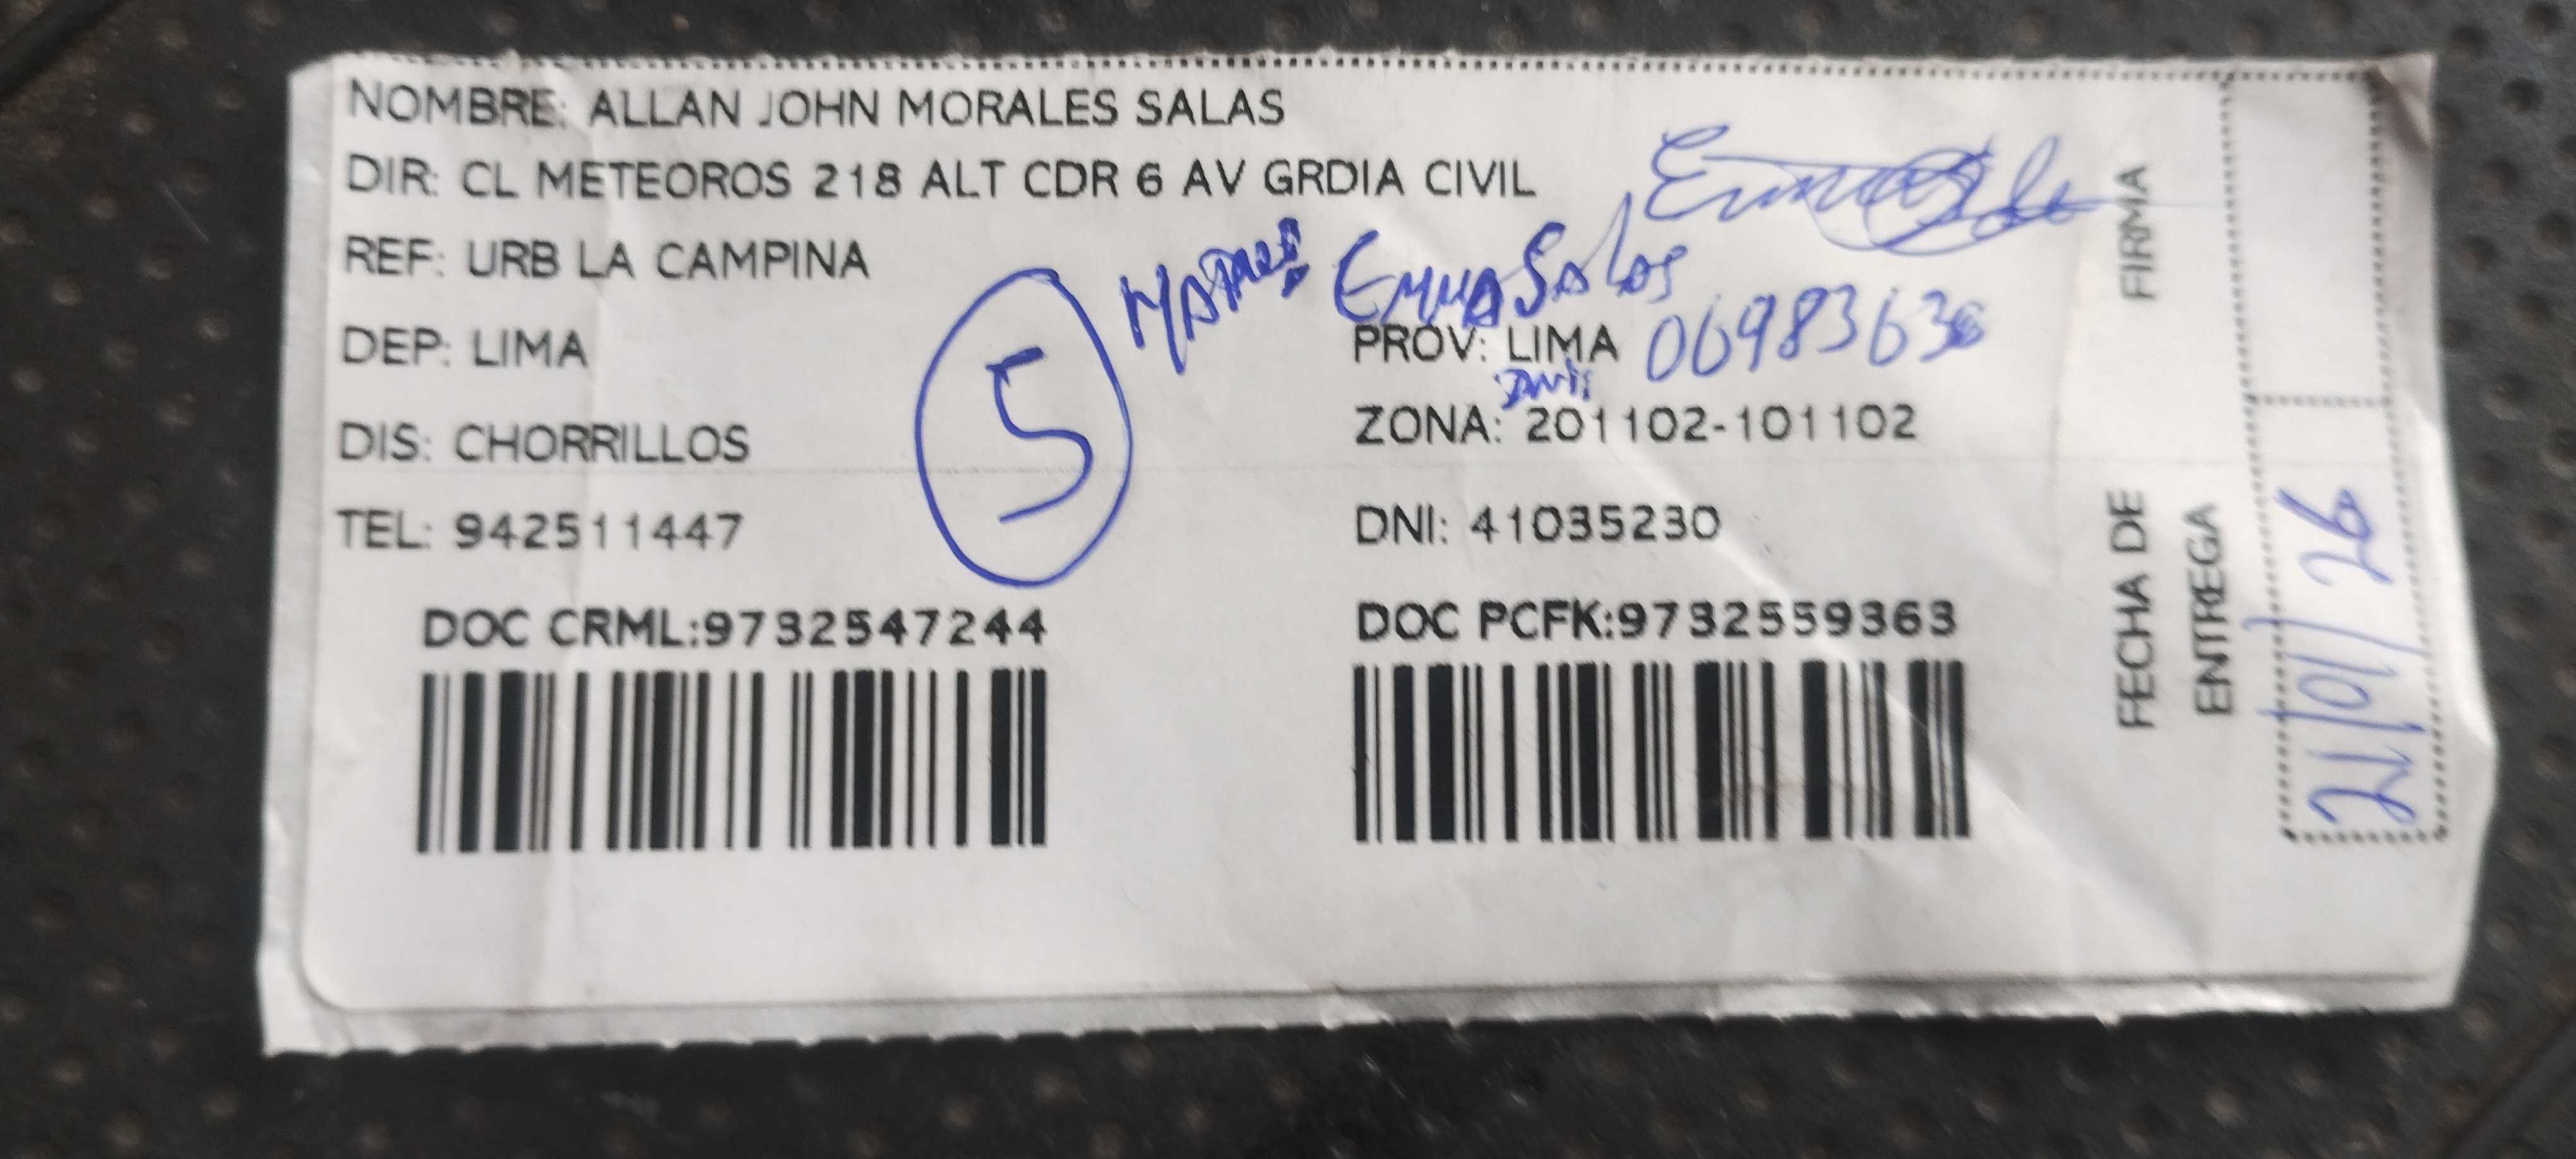 NOMBRE: ALLAN JOHN MORALES SALAS
DIR: CL METEOROS 218 ALT CDR 6 AV GRDIA CIVIL
REF: URB LA CAMPINA
MADRE Emma Salas
DEP: LIMA
5
PROV: LIMA
DNI:
DIS: CHORRILLOS
ZONA: 201102-101102
TEL: 942511447
DNI: 41035230
DOC CRML:9732547244
DOC PCFK:9732559363
FIRMA
FECHA DE
ENTREGA
21/01/26